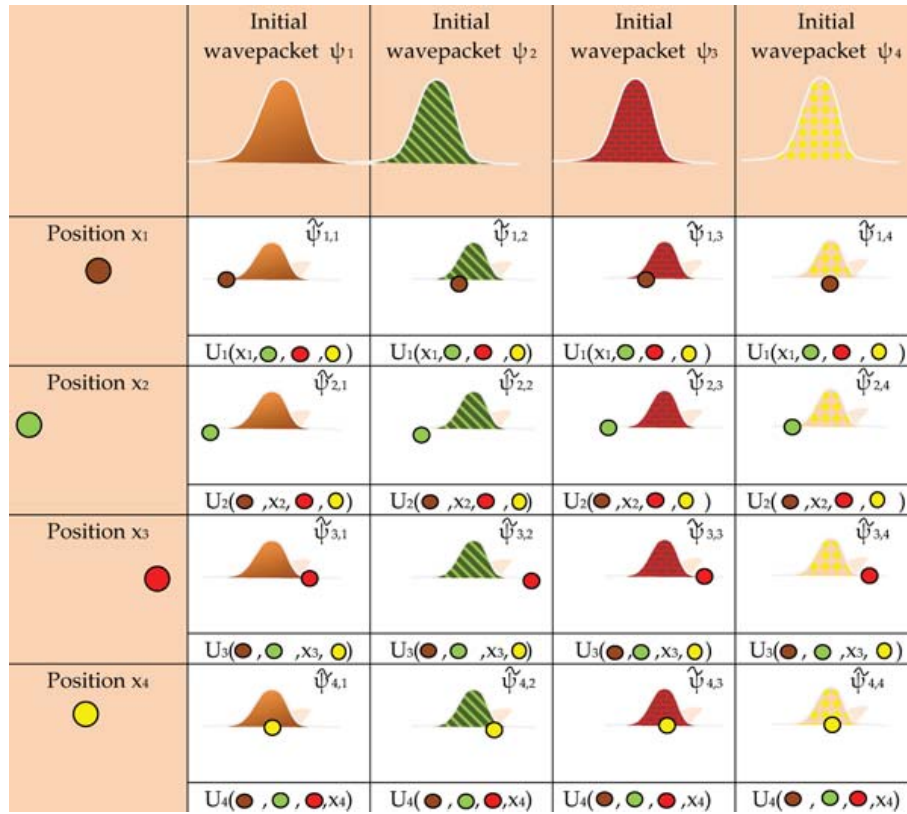 Initial wavepacket ψ1
Initial wavepacket ψ2
Initial wavepacket ψ3
Initial wavepacket ψ4
Position x1
ψ̃1,1
ψ̃1,2
ψ̃1,3
ψ̃1,4
U1(x1, , , )
U1(x1, , , )
U1(x1, , , )
U1(x1, , , )
Position x2
ψ̃2,1
ψ̃2,2
ψ̃2,3
ψ̃2,4
U2( ,x2, , )
U2( ,x2, , )
U2( ,x2, , )
U2( ,x2, , )
Position x3
ψ̃3,1
ψ̃3,2
ψ̃3,3
ψ̃3,4
U3( , ,x3, )
U3( , ,x3, )
U3( , ,x3, )
U3( , ,x3, )
Position x4
ψ̃4,1
ψ̃4,2
ψ̃4,3
ψ̃4,4
U4( , , ,x4)
U4( , , ,x4)
U4( , , ,x4)
U4( , , ,x4)